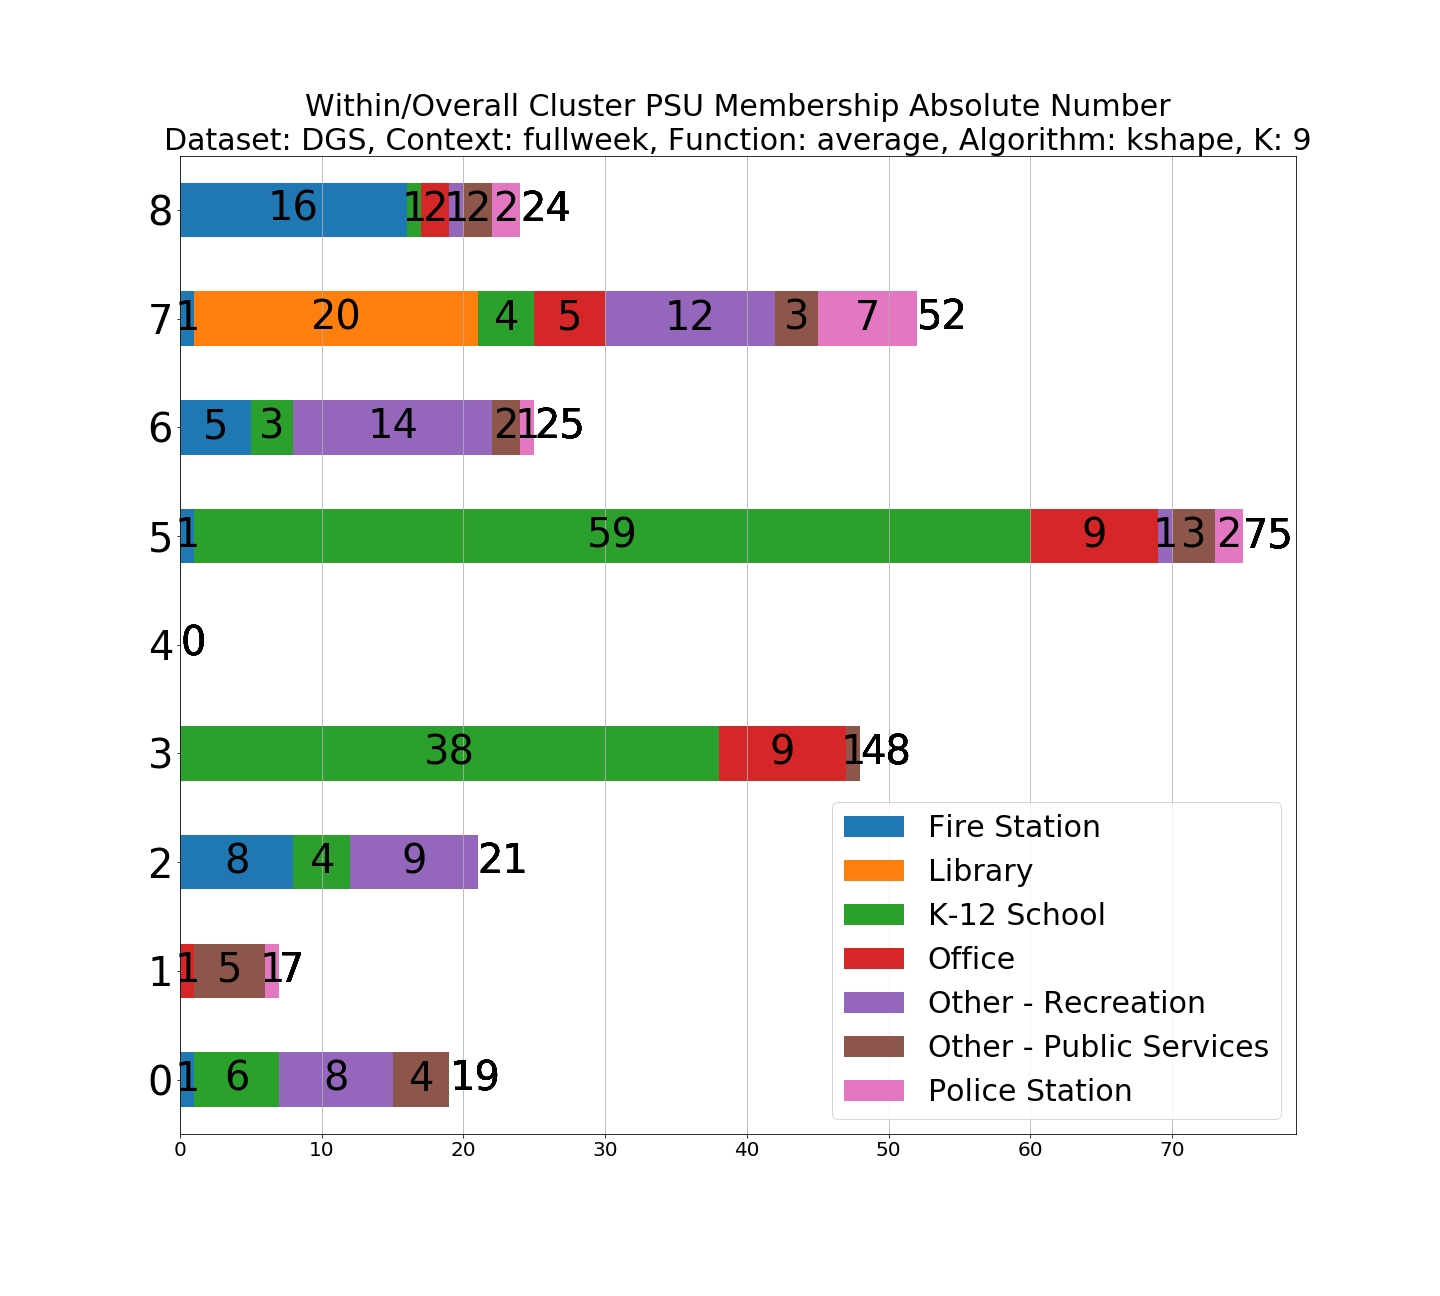 Within/Overall Cluster PSU Membership Absolute Number
Dataset: DGS, Context: fullweek, Function: average, Algorithm: kshape, K: 9
8 16 1 2 1 2 2 24
7 1 20 4 5 12 3 7 52
6 5 3 14 2 1 25
5 1 59 9 1 3 2 75
4 0
3 38 9 1 48
2 8 4 9 21
1 1 5 1 7
0 1 6 8 4 19
Fire Station
Library
K-12 School
Office
Other - Recreation
Other - Public Services
Police Station
0 10 20 30 40 50 60 70